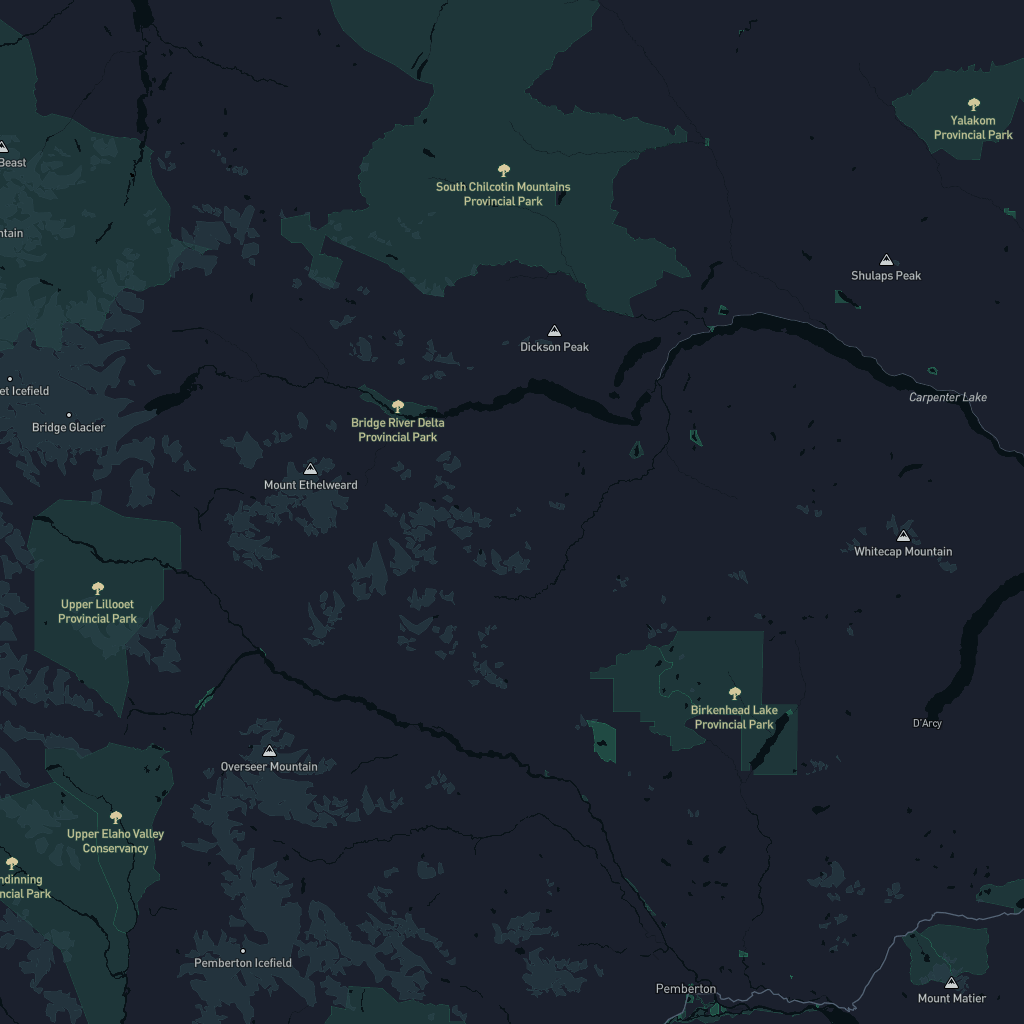 Yalakom
Provincial Park
Beast
South Chilcotin Mountains
Provincial Park
ntain
Shulaps Peak
Dickson Peak
et Icefield
Carpenter Lake
Bridge Glacier
Bridge River Delta
Provincial Park
Mount Ethelweard
Whitecap Mountain
Upper Lillooet
Provincial Park
Birkenhead Lake
Provincial Park
D'Arcy
Overseer Mountain
Upper Elaho Valley
Conservancy
ndinning
ncial Park
Pemberton Icefield
Pemberton
Mount Matier